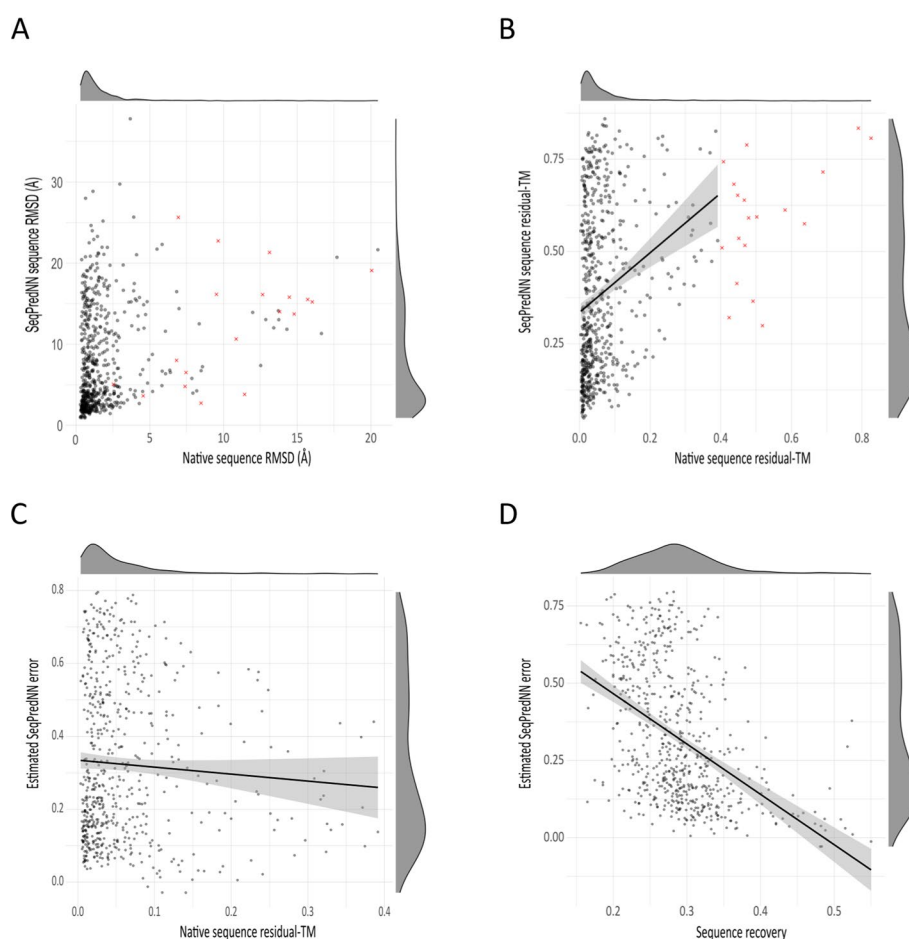 A
B
SeqPredNN sequence RMSD (A)
30
20
10
0
0
5
10
15
20
Native sequence RMSD (Å)
SeqPredNN sequence residual-TM
0.75
0.50
0.25
0.0
0.2
0.4
0.6
0.8
Native sequence residual-TM
C
D
Estimated SeqPredNN error
0.8
0.6
0.4
0.2
0.0
0.0
0.1
0.2
0.3
0.4
Native sequence residual-TM
Estimated SeqPredNN error
0.75
0.50
0.25
0.00
0.2
0.3
0.4
0.5
Sequence recovery